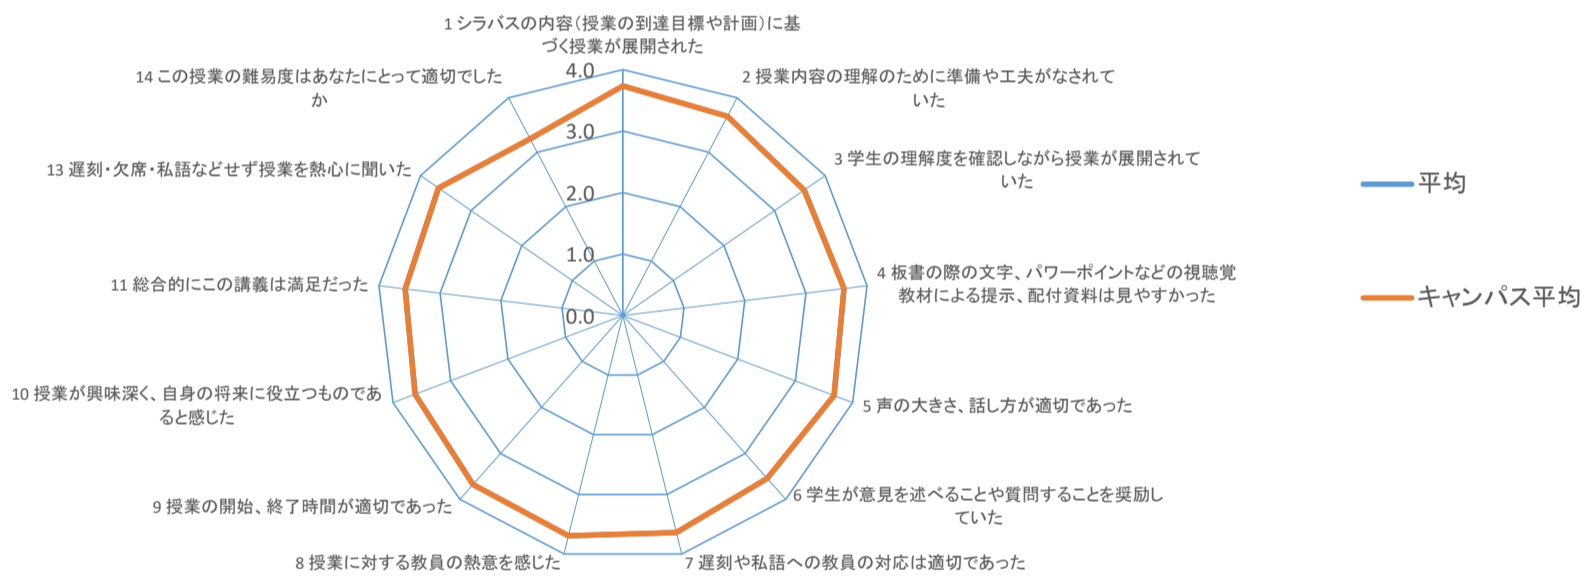 1 シラバスの内容（授業の到達目標や計画）に基
づく授業が展開された
2 授業内容の理解のために準備や工夫がなされて
いた
3 学生の理解度を確認しながら授業が展開されて
いた
4 板書の際の文字、パワーポイントなどの視聴覚
教材による提示、配付資料は見やすかった
5 声の大きさ、話し方が適切であった
6 学生が意見を述べることや質問することを奨励し
ていた
7 遅刻や私語への教員の対応は適切であった
8 授業に対する教員の熱意を感じた
9 授業の開始、終了時間が適切であった
10 授業が興味深く、自身の将来に役立つものであ
ると感じた
11 総合的にこの講義は満足だった
13 遅刻・欠席・私語などせず授業を熱心に聞いた
14 この授業の難易度はあなたにとって適切でした
か
4.0
3.0
2.0
1.0
0.0
平均
キャンパス平均